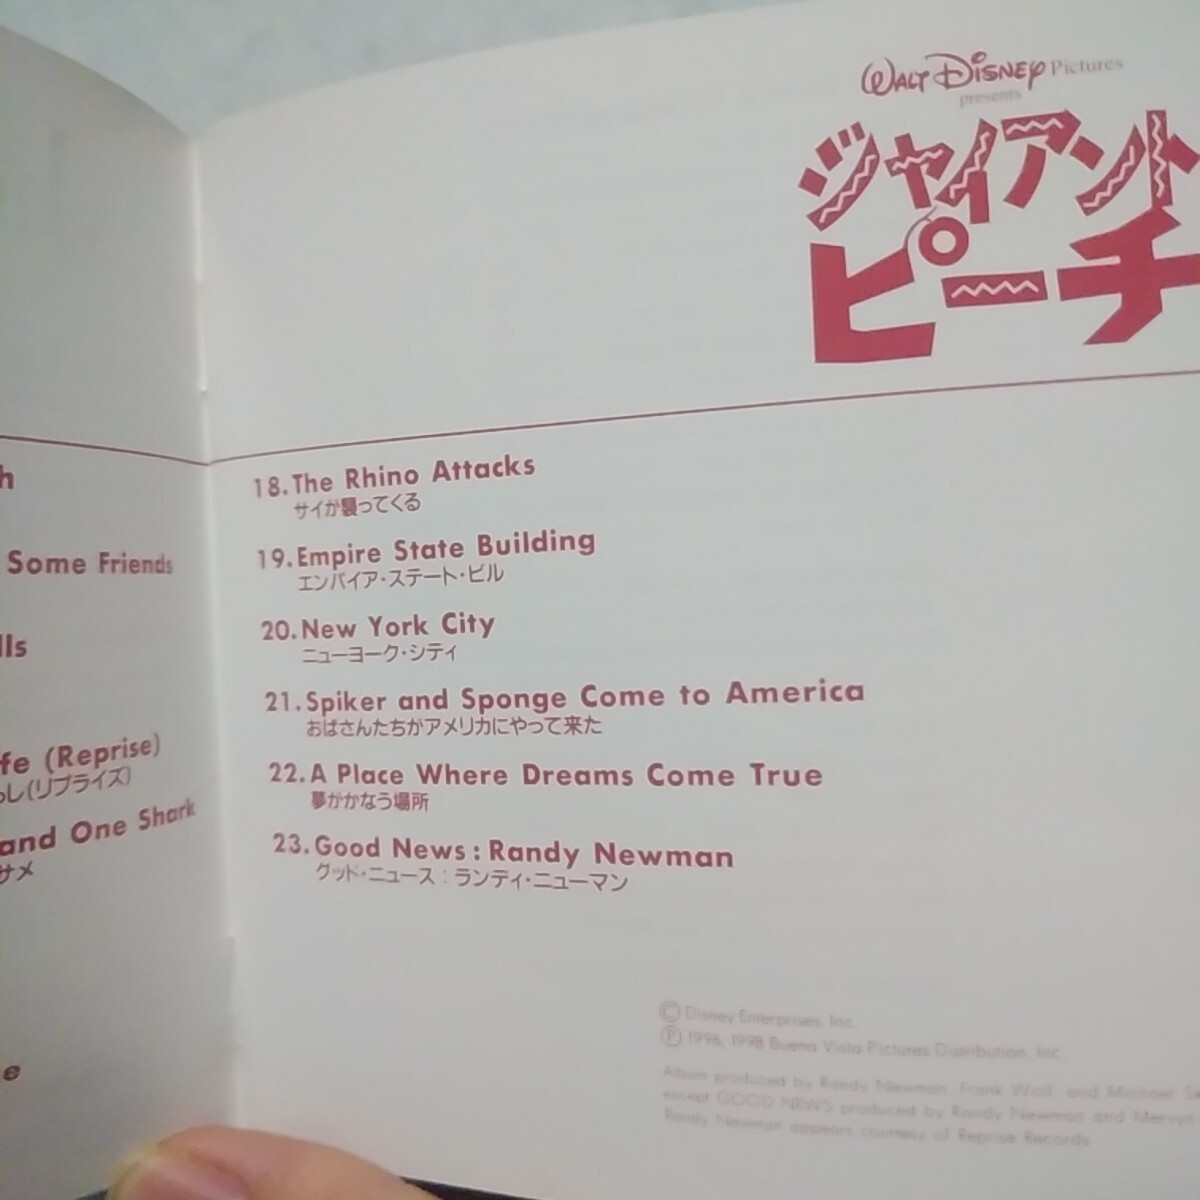 h
Some Friends
lls
fe (Reprise)
らし(リプライズ)
and One Shark
サメ
e
WALT DISNEY Pictures
presents
ジャイアント
ピーチ
18. The Rhino Attacks
サイが襲ってくる
19. Empire State Building
エンパイア・ステート・ビル
20. New York City
ニューヨーク・シティ
21. Spiker and Sponge Come to America
おばさんたちがアメリカにやって来た
22. A Place Where Dreams Come True
夢がかなう場所
23. Good News : Randy Newman
グッド・ニュース : ランディ・ニューマン
© Disney Enterprises, Inc.
℗ 1996, 1998 Buena Vista Pictures Distribution, Inc.
Album produced by Randy Newman, Frank Wolf, and Michael
except GOOD NEWS produced by Randy Newman and Mervyn
Randy Newman appears courtesy of Reprise Records